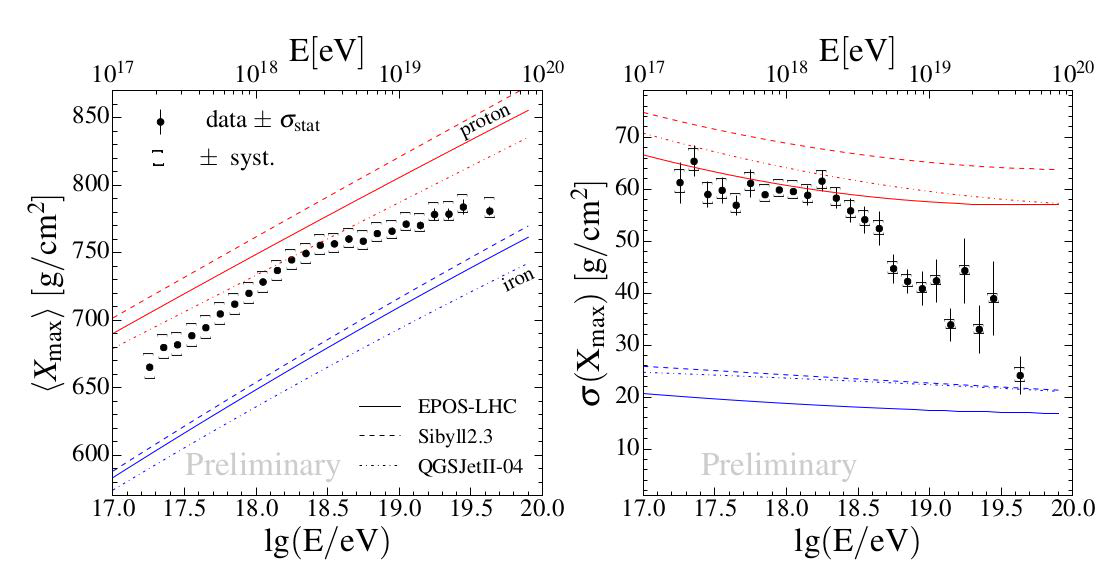 E[eV]
10^17 10^18 10^19 10^20
850
800
750
700
650
600
⟨X_max⟩ [g/cm^2]
data ± σ_stat
± syst.
proton
iron
EPOS-LHC
Sibyll2.3
QGSJetII-04
Preliminary
17.0 17.5 18.0 18.5 19.0 19.5 20.0
lg(E/eV)
E[eV]
10^17 10^18 10^19 10^20
70
60
50
40
30
20
10
σ(X_max) [g/cm^2]
Preliminary
17.0 17.5 18.0 18.5 19.0 19.5 20.0
lg(E/eV)